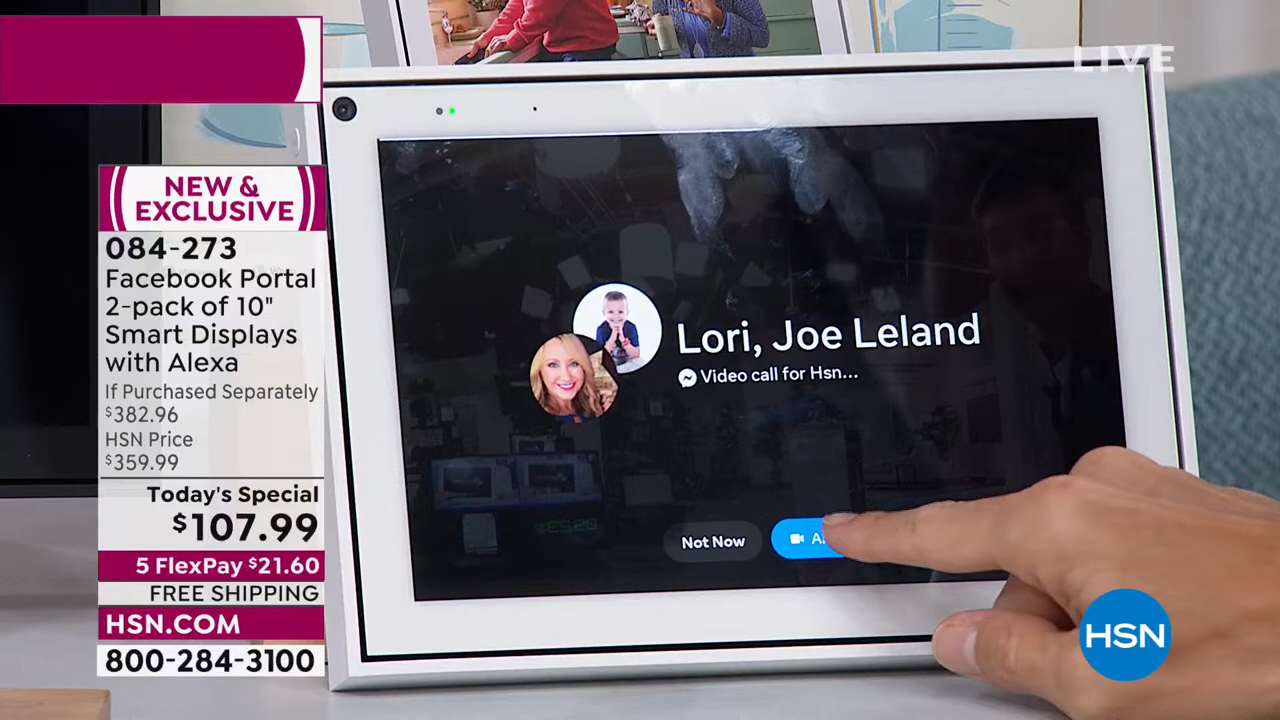 LIVE
NEW &
EXCLUSIVE
084-273
Facebook Portal
2-pack of 10"
Smart Displays
with Alexa
If Purchased Separately
$382.96
HSN Price
$359.99
Today's Special
$107.99
5 FlexPay $21.60
FREE SHIPPING
HSN.COM
800-284-3100
Lori, Joe Leland
Video call for Hsn...
Not Now
HSN